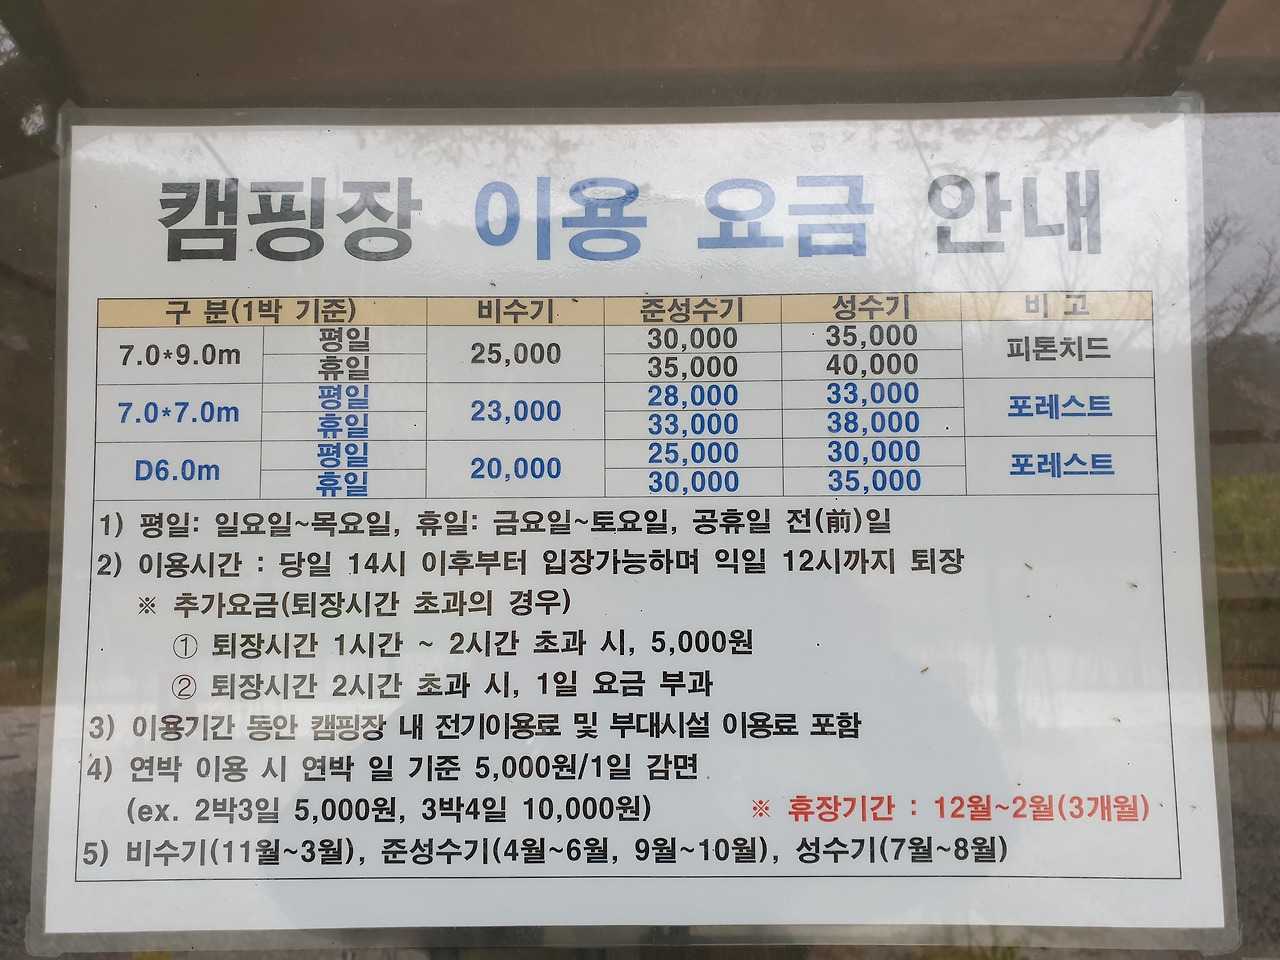 캠핑장 이용 요금 안내
구 분(1박 기준) 비수기 준성수기 성수기 비 고
7.0*9.0m 평일 25,000 30,000 35,000 피톤치드
휴일 35,000 40,000
7.0*7.0m 평일 23,000 28,000 33,000 포레스트
휴일 33,000 38,000
D6.0m 평일 20,000 25,000 30,000 포레스트
휴일 30,000 35,000
1) 평일: 일요일~목요일, 휴일: 금요일~토요일, 공휴일 전(前)일
2) 이용시간 : 당일 14시 이후부터 입장가능하며 익일 12시까지 퇴장
※ 추가요금(퇴장시간 초과의 경우)
① 퇴장시간 1시간 ~ 2시간 초과 시, 5,000원
② 퇴장시간 2시간 초과 시, 1일 요금 부과
3) 이용기간 동안 캠핑장 내 전기이용료 및 부대시설 이용료 포함
4) 연박 이용 시 연박 일 기준 5,000원/1일 감면
(ex. 2박3일 5,000원, 3박4일 10,000원) ※ 휴장기간 : 12월~2월(3개월)
5) 비수기(11월~3월), 준성수기(4월~6월, 9월~10월), 성수기(7월~8월)